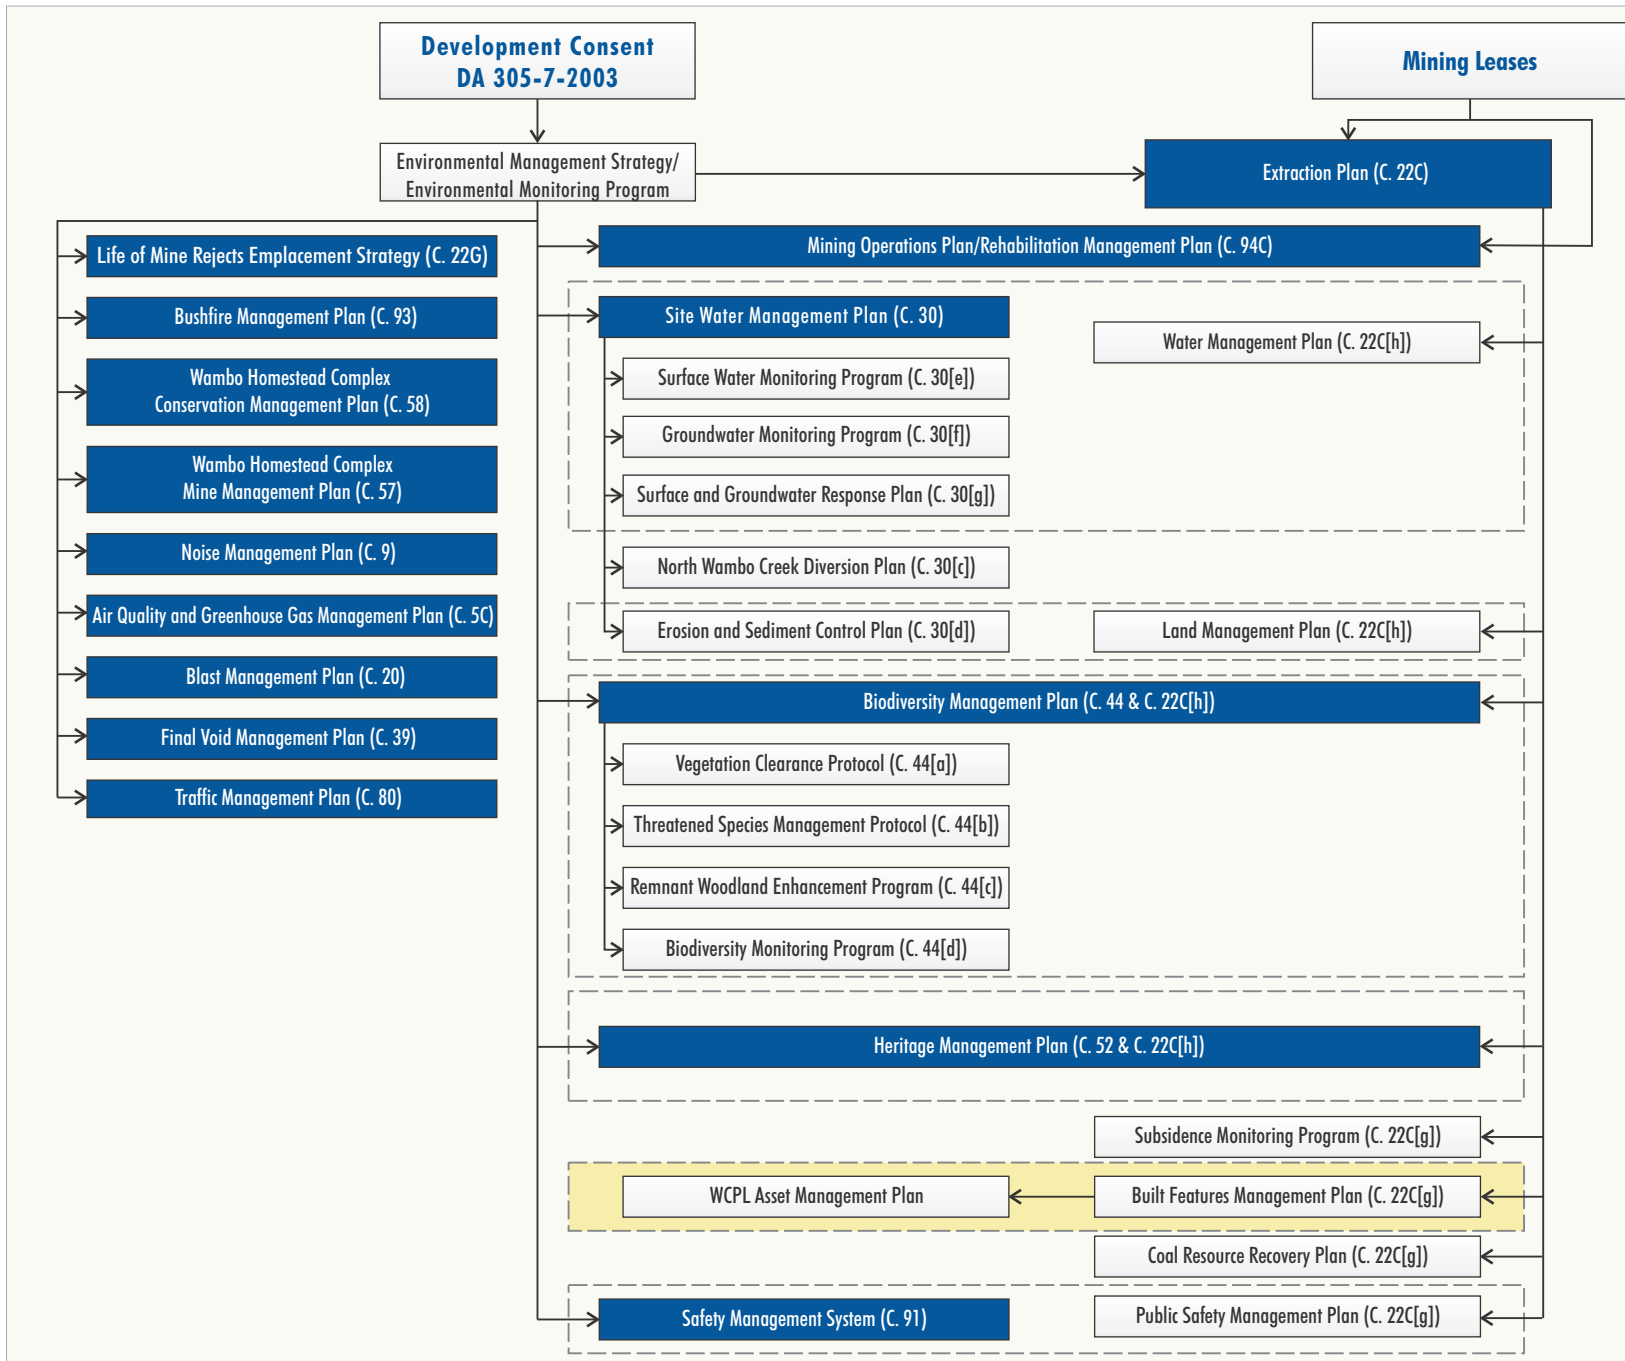 Development Consent
DA 305-7-2003
Mining Leases
Environmental Management Strategy/
Environmental Monitoring Program
Extraction Plan (C. 22C)
Life of Mine Rejects Emplacement Strategy (C. 22G)
Bushfire Management Plan (C. 93)
Wambo Homestead Complex
Conservation Management Plan (C. 58)
Wambo Homestead Complex
Mine Management Plan (C. 57)
Noise Management Plan (C. 9)
Air Quality and Greenhouse Gas Management Plan (C. 5C)
Blast Management Plan (C. 20)
Final Void Management Plan (C. 39)
Traffic Management Plan (C. 80)
Mining Operations Plan/Rehabilitation Management Plan (C. 94C)
Site Water Management Plan (C. 30)
Water Management Plan (C. 22C[h])
Surface Water Monitoring Program (C. 30[e])
Groundwater Monitoring Program (C. 30[f])
Surface and Groundwater Response Plan (C. 30[g])
North Wambo Creek Diversion Plan (C. 30[c])
Erosion and Sediment Control Plan (C. 30[d])
Land Management Plan (C. 22C[h])
Biodiversity Management Plan (C. 44 & C. 22C[h])
Vegetation Clearance Protocol (C. 44[a])
Threatened Species Management Protocol (C. 44[b])
Remnant Woodland Enhancement Program (C. 44[c])
Biodiversity Monitoring Program (C. 44[d])
Heritage Management Plan (C. 52 & C. 22C[h])
Subsidence Monitoring Program (C. 22C[g])
WCPL Asset Management Plan
Built Features Management Plan (C. 22C[g])
Coal Resource Recovery Plan (C. 22C[g])
Safety Management System (C. 91)
Public Safety Management Plan (C. 22C[g])